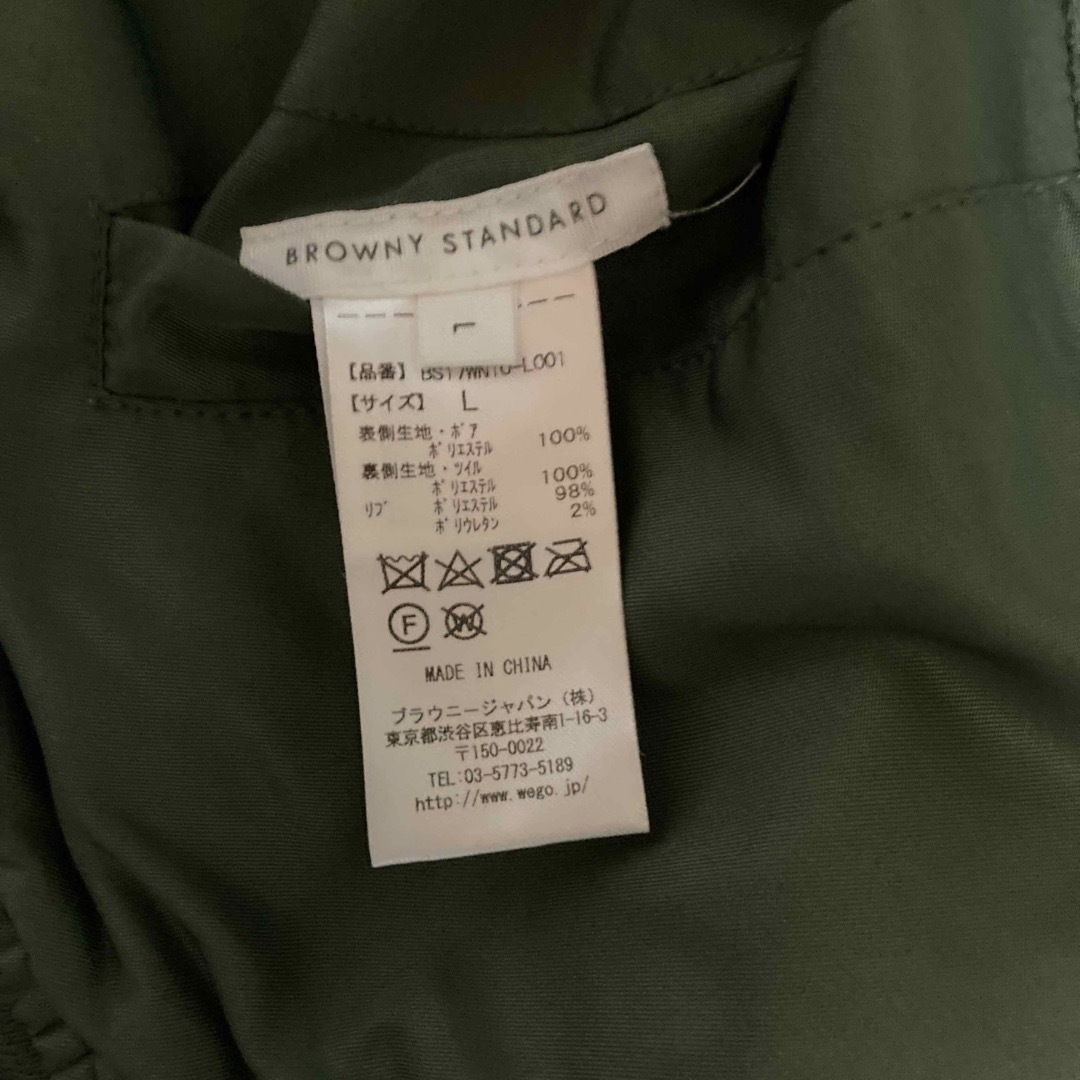 BROWNY STANDARD
L
【品番】 BS17WN10-L001
【サイズ】 L
表側生地・ボア
ポリエステル 100%
裏側生地・ツイル
ポリエステル 100%
リブ ポリエステル 98%
ポリウレタン 2%
F W
MADE IN CHINA
ブラウニージャパン(株)
東京都渋谷区恵比寿南1-16-3
〒150-0022
TEL:03-5773-5189
http://www.wego.jp/